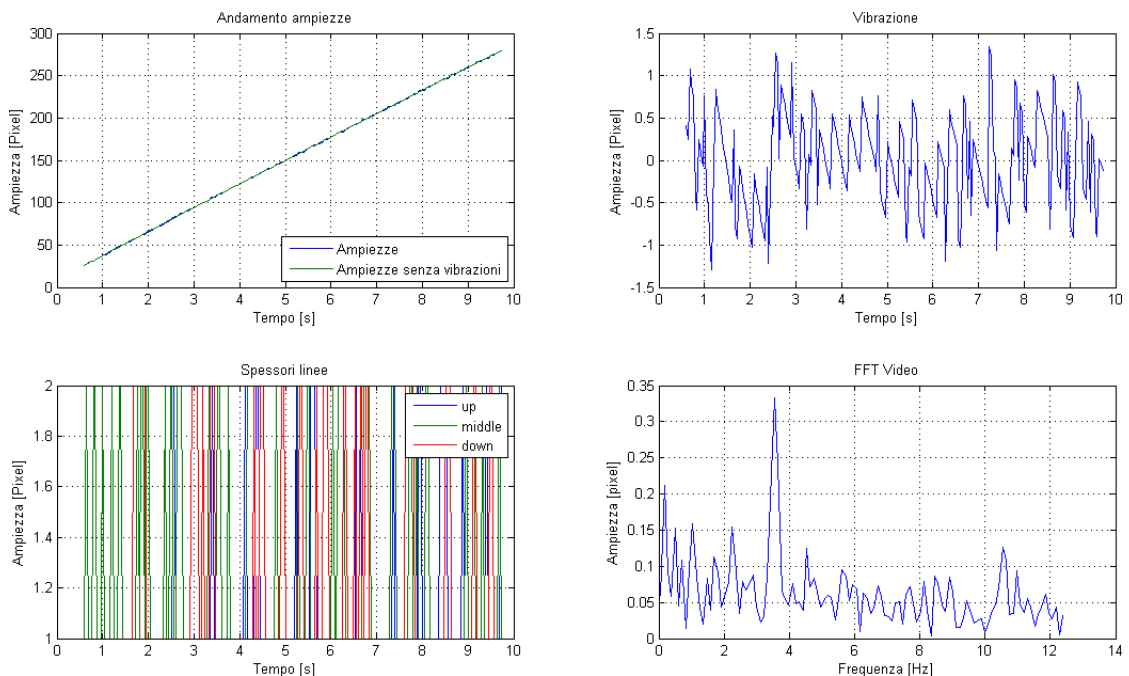 Andamento ampiezze
300
250
200
150
100
50
0
Ampiezza [Pixel]
Ampiezze
Ampiezze senza vibrazioni
0 1 2 3 4 5 6 7 8 9 10
Tempo [s]
Vibrazione
1.5
1
0.5
0
-0.5
-1
-1.5
Ampiezza [Pixel]
0 1 2 3 4 5 6 7 8 9 10
Tempo [s]
Spessori linee
2
1.8
1.6
1.4
1.2
1
Ampiezza [Pixel]
up
middle
down
0 1 2 3 4 5 6 7 8 9 10
Tempo [s]
FFT Video
0.35
0.3
0.25
0.2
0.15
0.1
0.05
0
Ampiezza [pixel]
0 2 4 6 8 10 12 14
Frequenza [Hz]